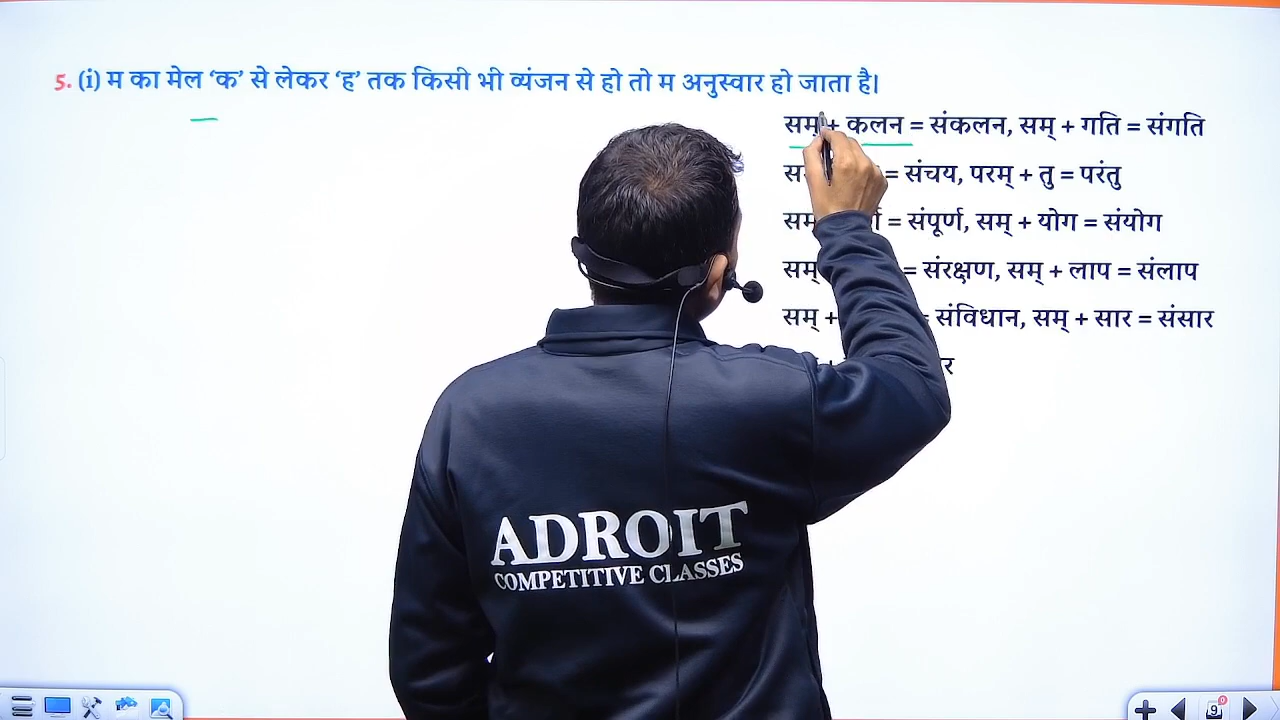 5. (i) म का मेल ‘क’ से लेकर ‘ह’ तक किसी भी व्यंजन से हो तो म अनुस्वार हो जाता है।
सम् + कलन = संकलन, सम् + गति = संगति
= संचय, परम् + तु = परंतु
= संपूर्ण, सम् + योग = संयोग
सम् = संरक्षण, सम् + लाप = संलाप
सम् + संविधान, सम् + सार = संसार
ADROIT
COMPETITIVE CLASSES
9